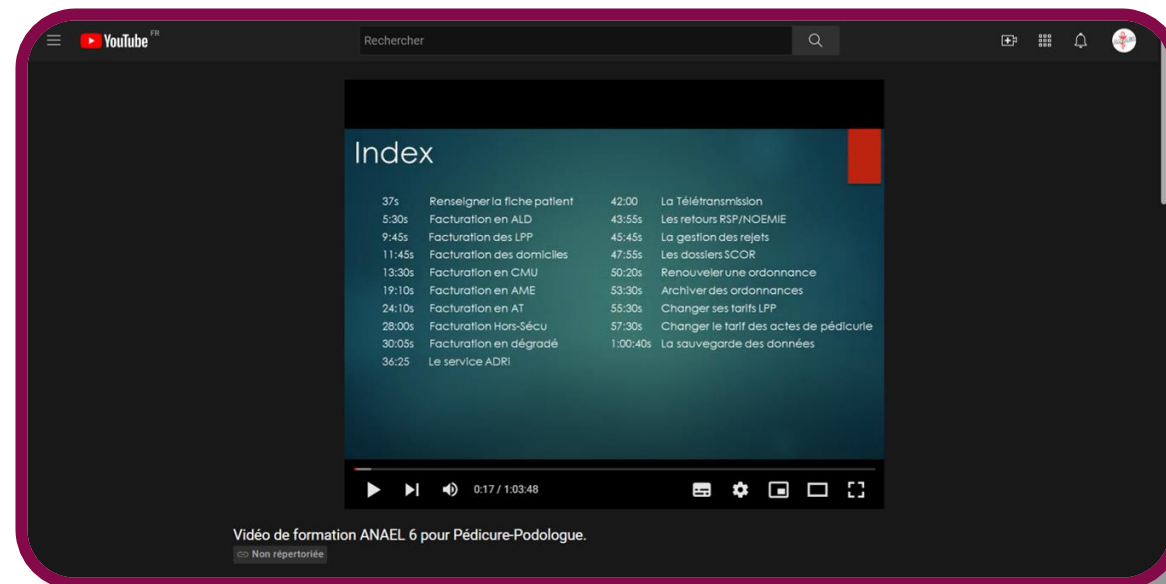 YouTube FR
Rechercher
Index
37s Renseigner la fiche patient
5:30s Facturation en ALD
9:45s Facturation des LPP
11:45s Facturation des domiciles
13:30s Facturation en CMU
19:10s Facturation en AME
24:10s Facturation en AT
28:00s Facturation Hors-Sécu
30:05s Facturation en dégradé
36:25 Le service ADRi
42:00 La Télétransmission
43:55s Les retours RSP/NOEMIE
45:45s La gestion des rejets
47:55s Les dossiers SCOR
50:20s Renouveler une ordonnance
53:30s Archiver des ordonnances
55:30s Changer ses tarifs LPP
57:30s Changer le tarif des actes de pédicurie
1:00:40s La sauvegarde des données
0:17 / 1:03:48
Vidéo de formation ANAEL 6 pour Pédicure-Podologue.
Non répertoriée